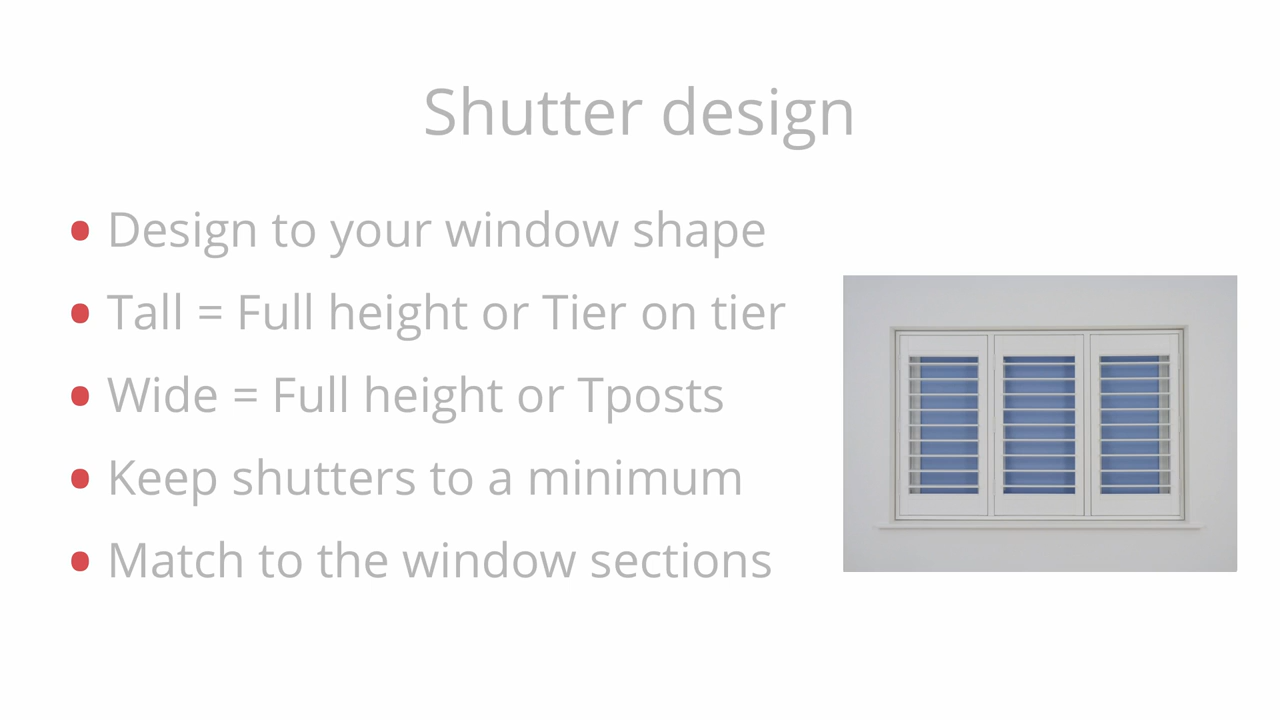 Shutter design
• Design to your window shape
• Tall = Full height or Tier on tier
• Wide = Full height or Tposts
• Keep shutters to a minimum
• Match to the window sections